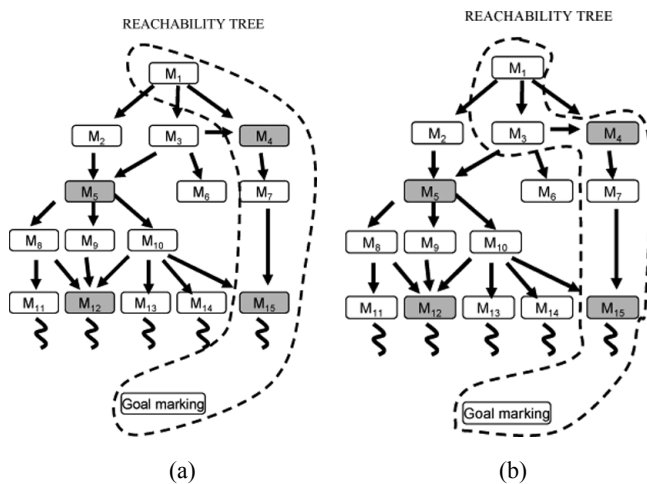 REACHABILITY TREE
M1
M2 M3 M4
M5 M6 M7
M8 M9 M10
M11 M12 M13 M14 M15
Goal marking
(a)
REACHABILITY TREE
M1
M2 M3 M4
M5 M6 M7
M8 M9 M10
M11 M12 M13 M14 M15
Goal marking
(b)